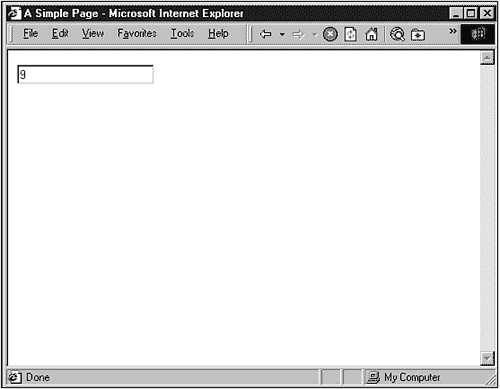 A Simple Page - Microsoft Internet Explorer
File Edit View Favorites Tools Help »
9
Done My Computer